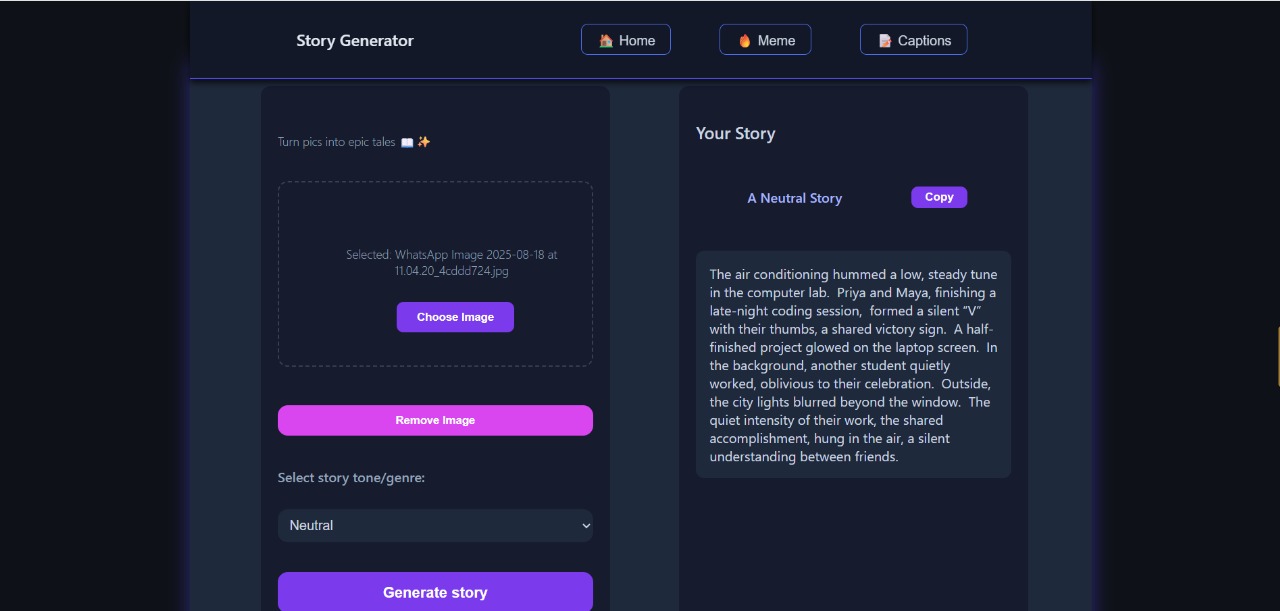 Story Generator
🏠 Home
🔥 Meme
📝 Captions
Turn pics into epic tales 📖 ✨
Selected: WhatsApp Image 2025-08-18 at
11.04.20_4cddd724.jpg
Choose Image
Remove Image
Select story tone/genre:
Neutral
Generate story
Your Story
A Neutral Story
Copy
The air conditioning hummed a low, steady tune
in the computer lab.  Priya and Maya, finishing a
late-night coding session,  formed a silent “V”
with their thumbs, a shared victory sign.  A half-
finished project glowed on the laptop screen.  In
the background, another student quietly
worked, oblivious to their celebration.  Outside,
the city lights blurred beyond the window.  The
quiet intensity of their work, the shared
accomplishment, hung in the air, a silent
understanding between friends.